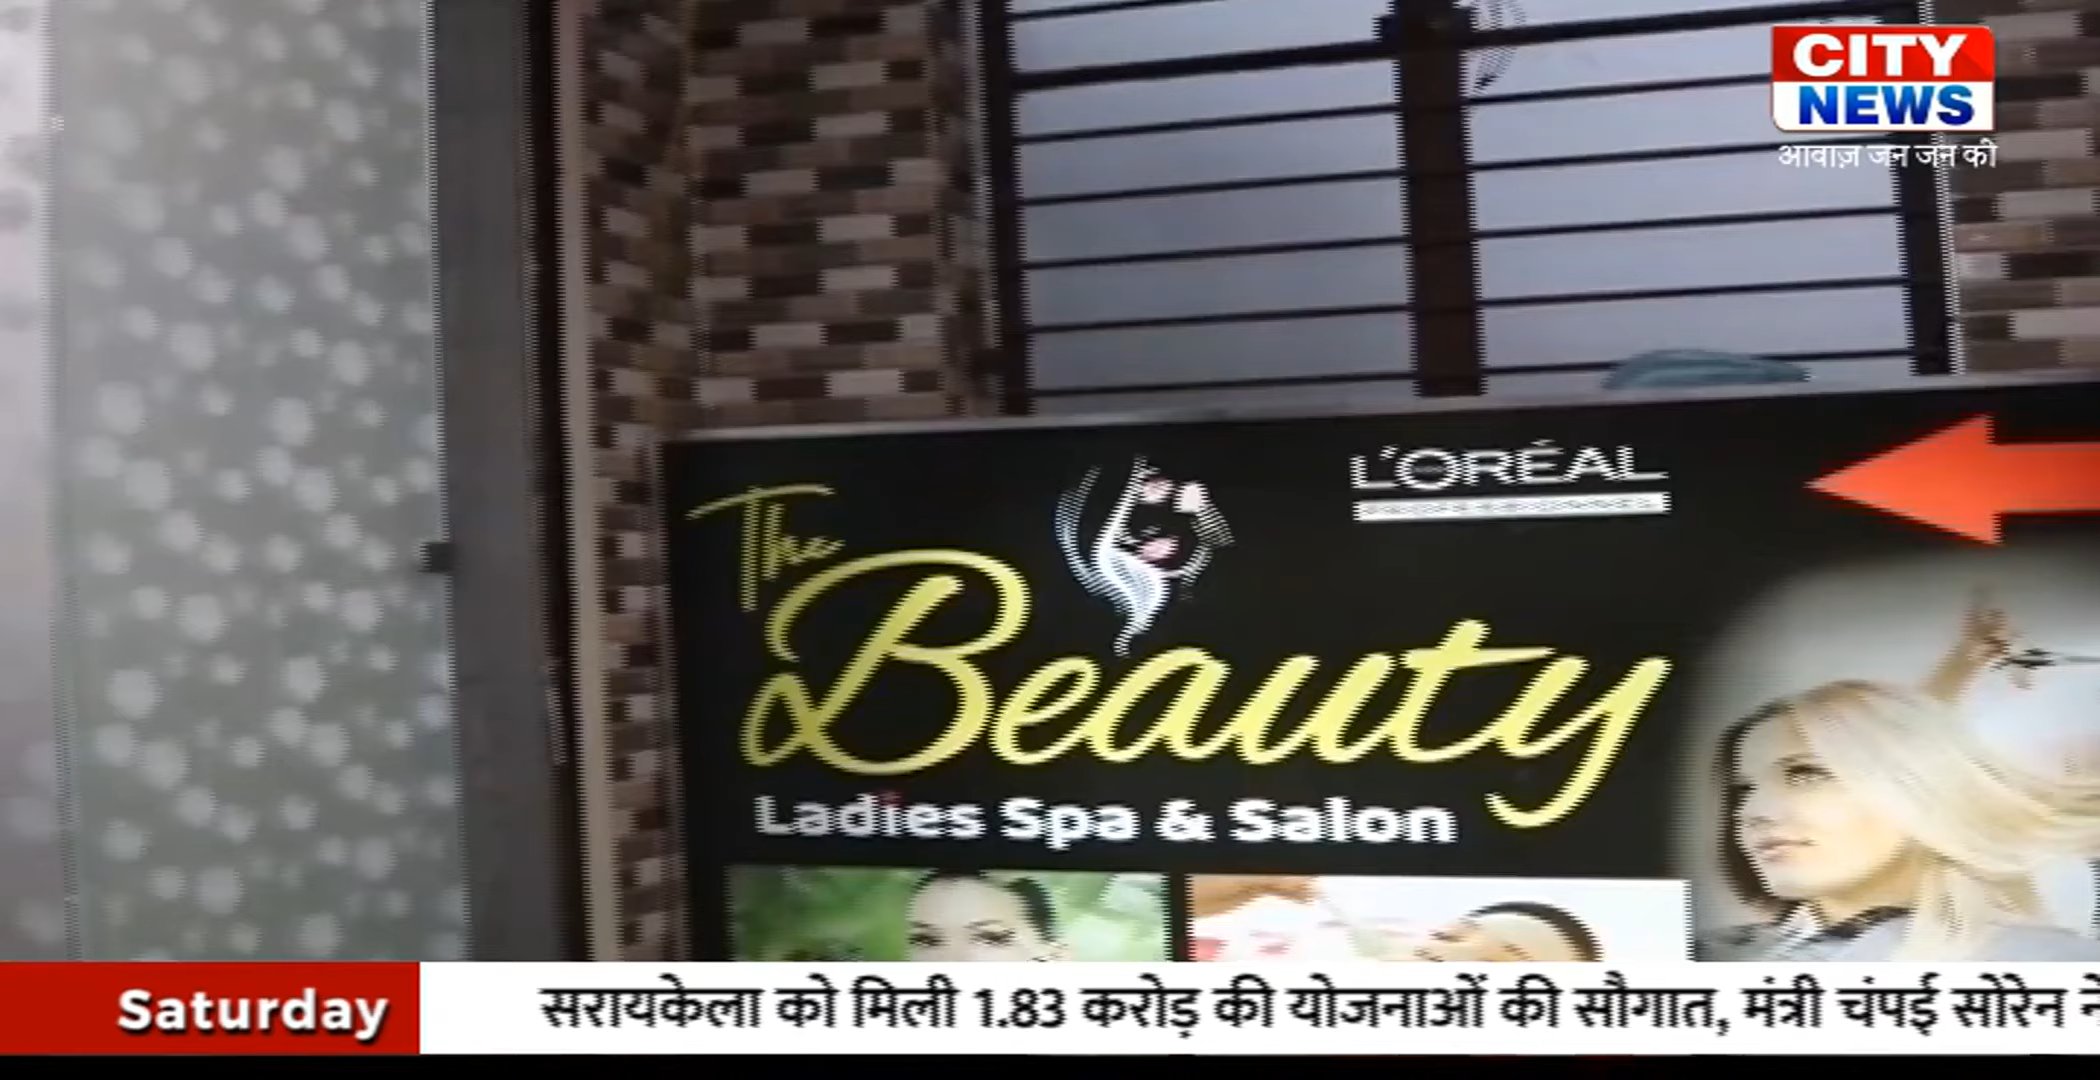 CITY
NEWS
आवाज़ जन जन की
L'ORÉAL
The
Beauty
Ladies Spa & Salon
Saturday
सरायकेला को मिली 1.83 करोड़ की योजनाओं की सौगात, मंत्री चंपई सोरेन ने